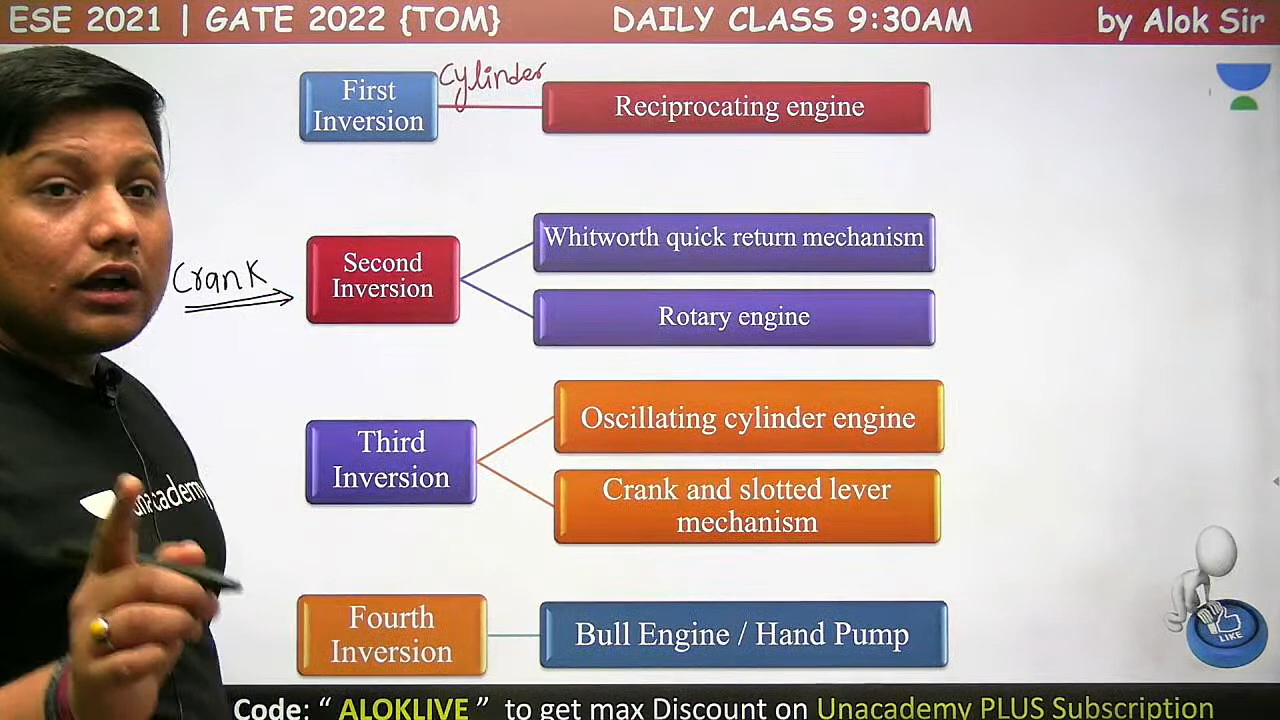 ESE 2021 | GATE 2022 {TOM} DAILY CLASS 9:30AM by Alok Sir
First
Inversion
Cylinder
Reciprocating engine
Whitworth quick return mechanism
Crank
Second
Inversion
Rotary engine
Oscillating cylinder engine
Third
Inversion
Crank and slotted lever
mechanism
unacademy
Fourth
Inversion
Bull Engine / Hand Pump
LIKE
Code: “ ALOKLIVE ” to get max Discount on Unacademy PLUS Subscription